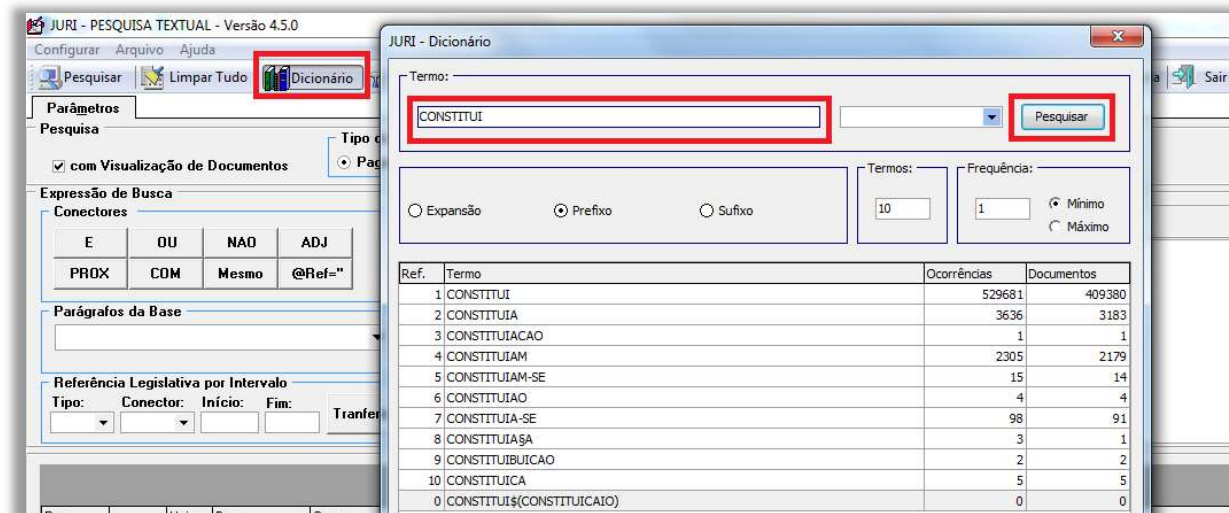 JURI - PESQUISA TEXTUAL - Versão 4.5.0
Configurar Arquivo Ajuda
Pesquisar Limpar Tudo Dicionário Sair
Parâmetros
Pesquisa
com Visualização de Documentos
Expressão de Busca
Conectores
E OU NAO ADJ
PROX COM Mesmo @Ref="
Parágrafos da Base
Referência Legislativa por Intervalo
Tipo: Conector: Início: Fim:
JURI - Dicionário
Termo:
CONSTITUI Pesquisar
Termos: Frequência:
Expansão Prefixo Sufixo 10 1 Mínimo
Máximo
Ref. Termo Ocorrências Documentos
1 CONSTITUI 529681 409380
2 CONSTITUIA 3636 3183
3 CONSTITUIACAO 1 1
4 CONSTITUIAM 2305 2179
5 CONSTITUIAM-SE 15 14
6 CONSTITUIAO 4 4
7 CONSTITUIA-SE 98 91
8 CONSTITUIA§A 3 1
9 CONSTITUIBUICAO 2 2
10 CONSTITUICA 5 5
0 CONSTITUI$(CONSTITUICAIO) 0 0